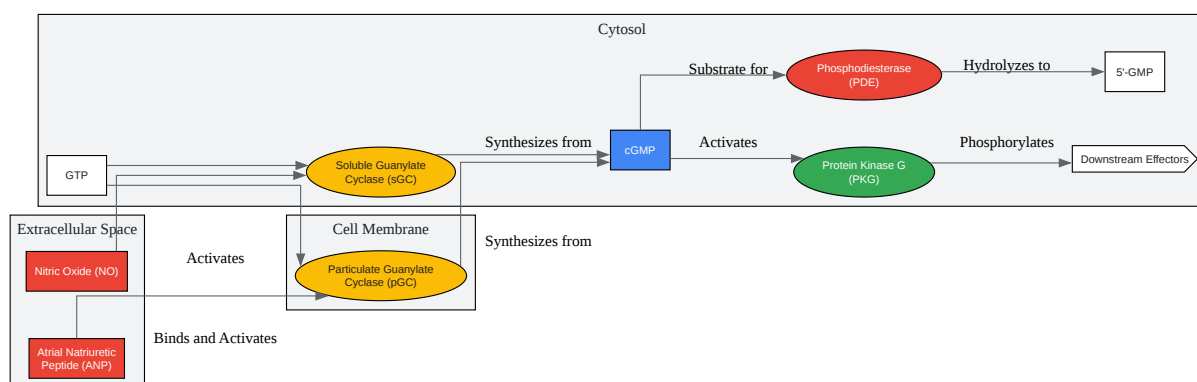 Cytosol
Substrate for
Phosphodiesterase
(PDE)
Hydrolyzes to
5'-GMP
GTP
Soluble Guanylate
Cyclase (sGC)
Synthesizes from
cGMP
Activates
Protein Kinase G
(PKG)
Phosphorylates
Downstream Effectors
Extracellular Space
Nitric Oxide (NO)
Activates
Cell Membrane
Particulate Guanylate
Cyclase (pGC)
Synthesizes from
Atrial Natriuretic
Peptide (ANP)
Binds and Activates